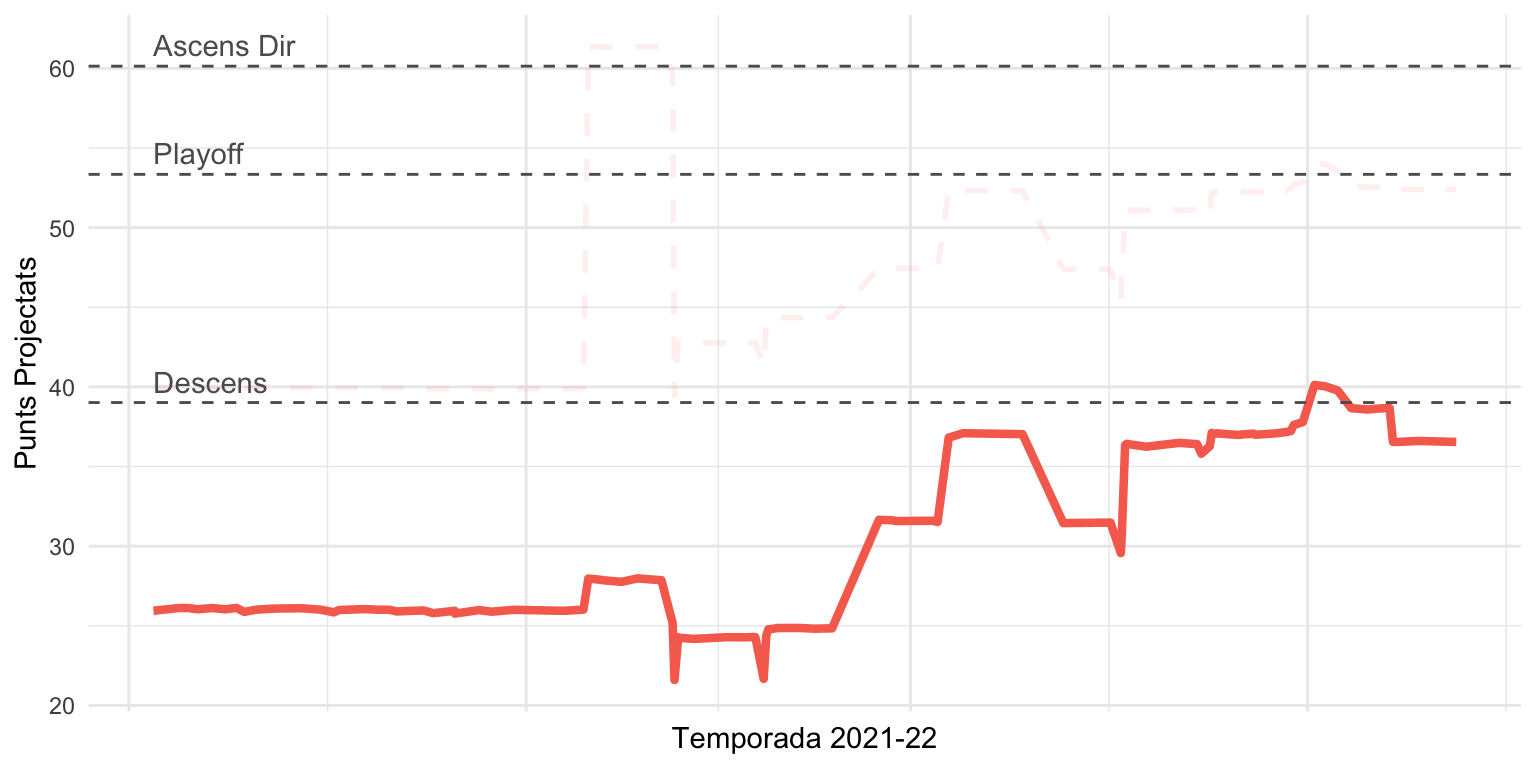 Ascens Dir
60
Playoff
50
Descens
40
30
20
Punts Projectats
Temporada 2021-22